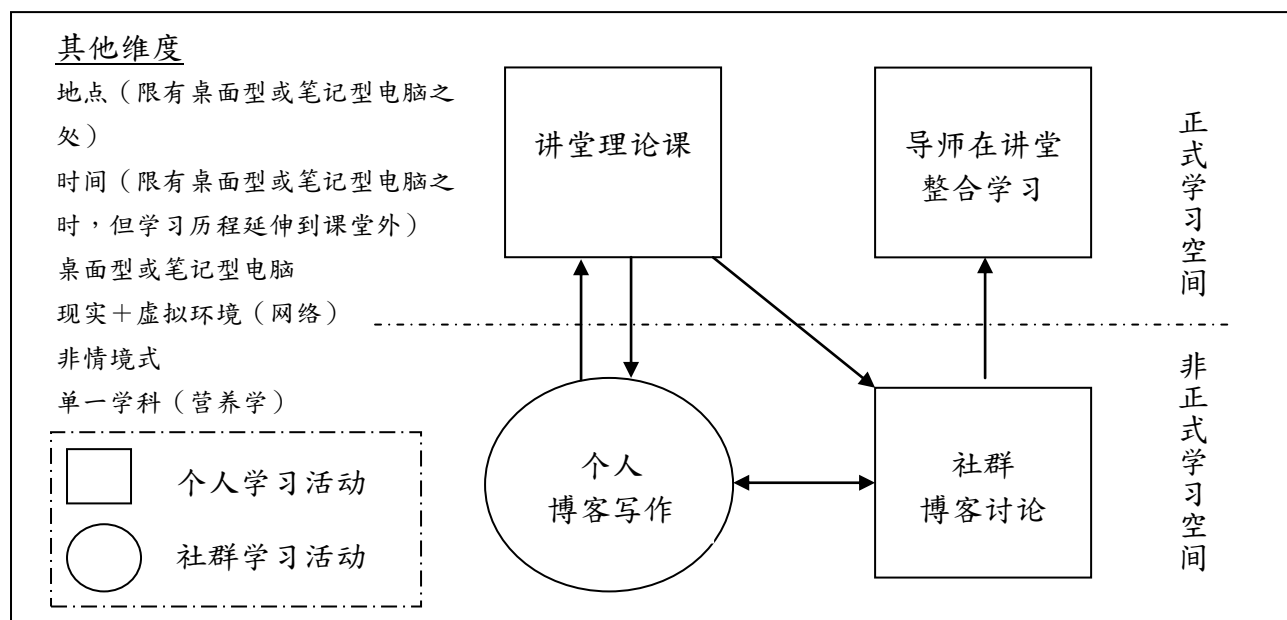 其他维度
地点（限有桌面型或笔记型电脑之
处）
时间（限有桌面型或笔记型电脑之
时，但学习历程延伸到课堂外）
桌面型或笔记型电脑
现实＋虚拟环境（网络）
非情境式
单一学科（营养学）
个人学习活动
社群学习活动
讲堂理论课
导师在讲堂
整合学习
正式学习空间
个人
博客写作
社群
博客讨论
非正式学习空间